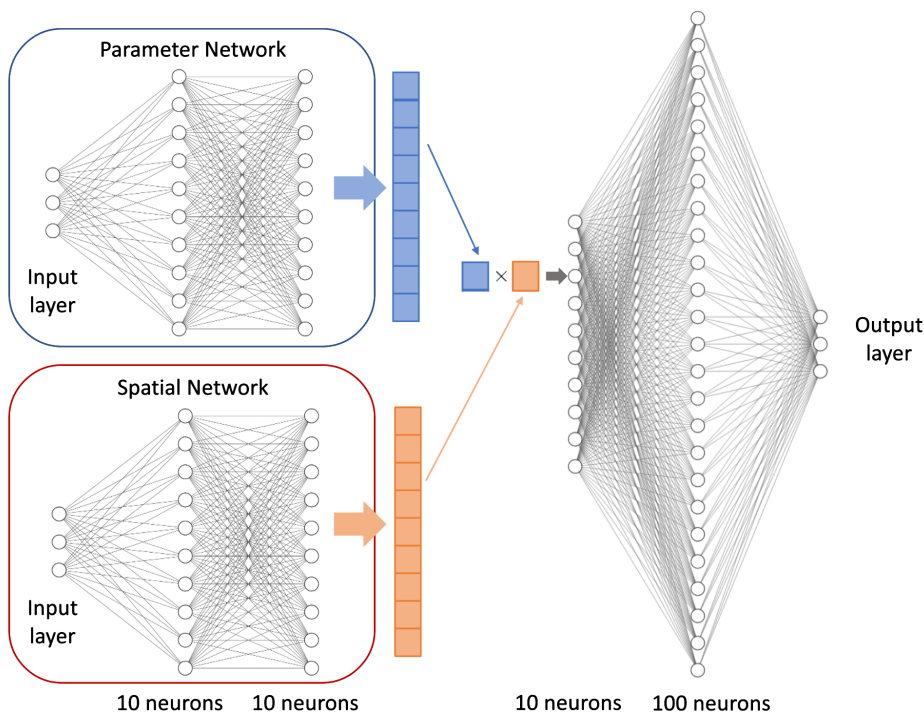 Parameter Network
Input
layer
×
Output
layer
Spatial Network
Input
layer
10 neurons 10 neurons 10 neurons 100 neurons